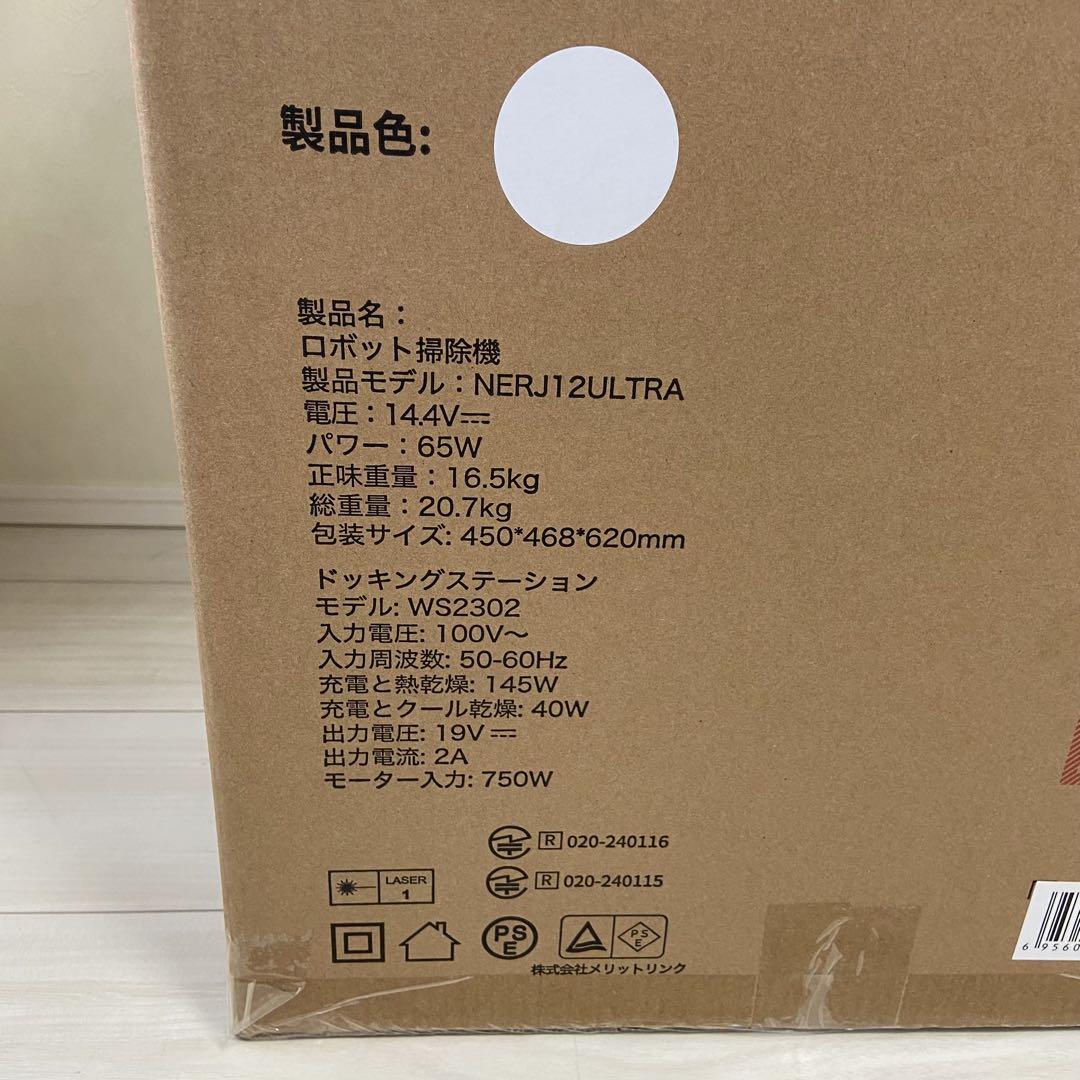 製品色:
製品名：
ロボット掃除機
製品モデル：NERJ12ULTRA
電圧：14.4V⎓
パワー：65W
正味重量：16.5kg
総重量：20.7kg
包装サイズ: 450*468*620mm
ドッキングステーション
モデル: WS2302
入力電圧: 100V～
入力周波数: 50-60Hz
充電と熱乾燥: 145W
充電とクール乾燥: 40W
出力電圧: 19V⎓
出力電流: 2A
モーター入力: 750W
R 020-240116
R 020-240115
LASER
1
PS
E
PS
E
株式会社メリットリンク
6 9560